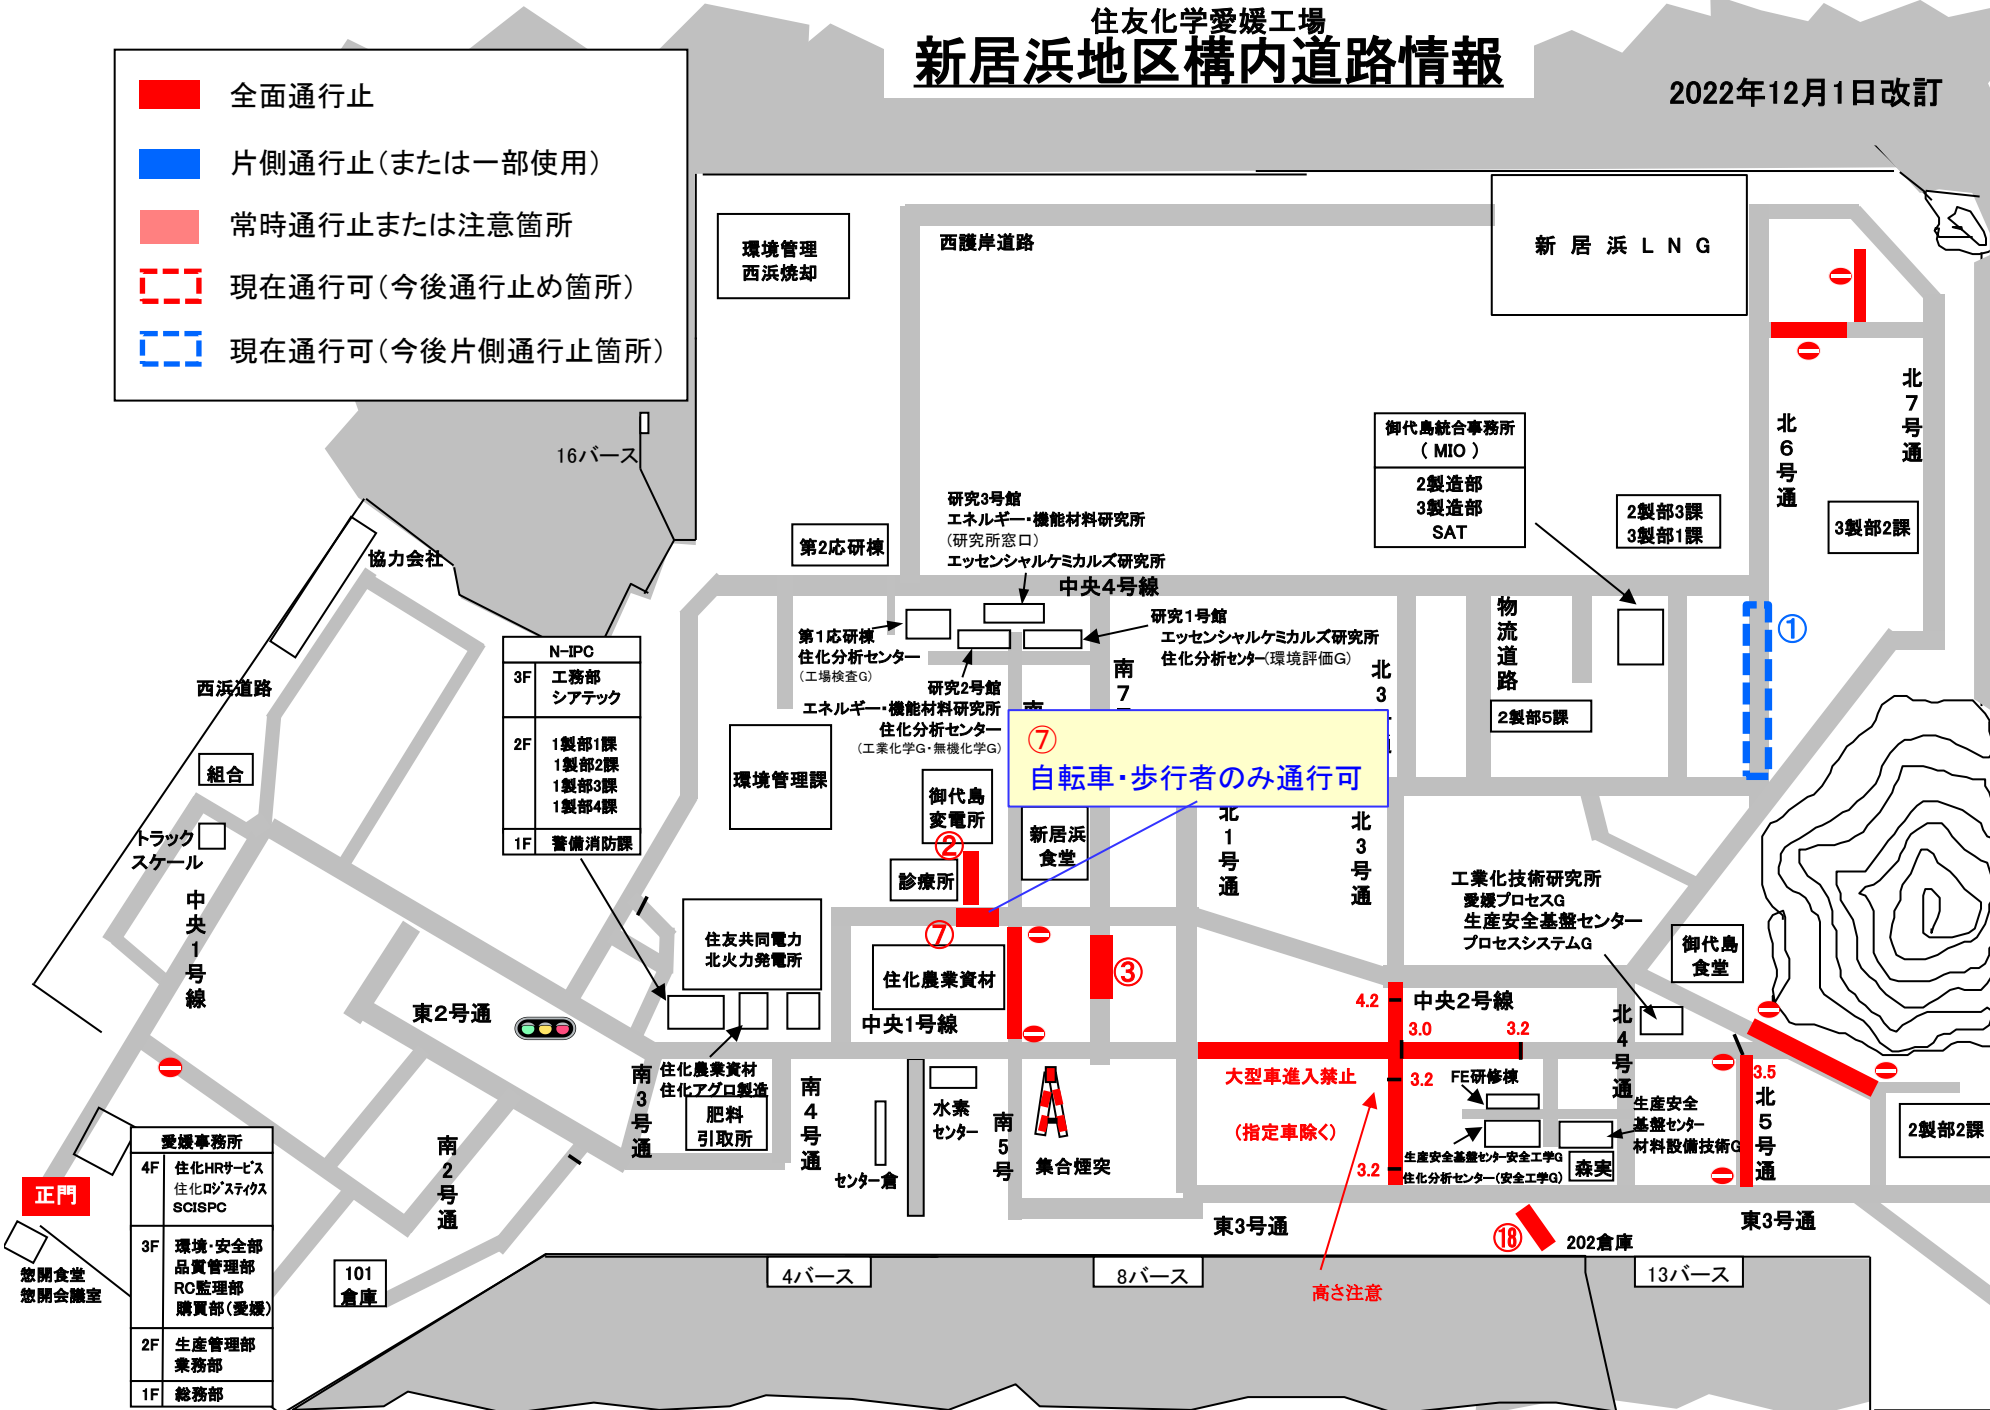 住友化学愛媛工場
新居浜地区構内道路情報
2022年12月1日改訂
全面通行止
片側通行止(または一部使用)
常時通行止または注意箇所
現在通行可(今後通行止め箇所)
現在通行可(今後片側通行止箇所)
環境管理
西浜焼却
西護岸道路
新居浜LNG
北7号通
北6号通
16バース
御代島統合事務所
(MIO)
2製造部
3製造部
SAT
2製部3課
3製部1課
3製部2課
研究3号館
エネルギー・機能材料研究所
(研究所窓口)
エッセンシャルケミカルズ研究所
第2応研棟
協力会社
中央4号線
物流道路
①
第1応研棟
住化分析センター
(工場検査G)
研究1号館
エッセンシャルケミカルズ研究所
住化分析センター(環境評価G)
研究2号館
エネルギー・機能材料研究所
住化分析センター
(工業化学G・無機化学G)
南7
北3
2製部5課
N-IPC
3F 工務部
シアテック
2F 1製部1課
1製部2課
1製部3課
1製部4課
1F 警備消防課
西浜道路
組合
トラック
スケール
中央1号線
環境管理課
御代島
変電所
⑦
自転車・歩行者のみ通行可
新居浜
食堂
②
診療所
北1号通
北3号通
工業化技術研究所
愛媛プロセスG
生産安全基盤センター
プロセスシステムG
御代島
食堂
住友共同電力
北火力発電所
⑦
住化農業資材
③
中央1号線
東2号通
4.2
中央2号線
3.0
3.2
北4号通
住化農業資材
住化アグロ製造
南3号通
肥料
引取所
南4号通
水素
センター
センター倉
南5号
集合煙突
大型車進入禁止
(指定車除く)
3.2
FE研修棟
3.5
北5号通
生産安全
基盤センター
材料設備技術G
2製部2課
3.2
生産安全基盤センター安全工学G
住化分析センター(安全工学G)
森実
愛媛事務所
4F 住化HRサービス
住化ロジスティクス
SCISPC
3F 環境・安全部
品質管理部
RC監理部
購買部(愛媛)
2F 生産管理部
業務部
1F 総務部
正門
惣開食堂
惣開会議室
南2号通
101
倉庫
東3号通
⑱
202倉庫
東3号通
4バース
8バース
13バース
高さ注意